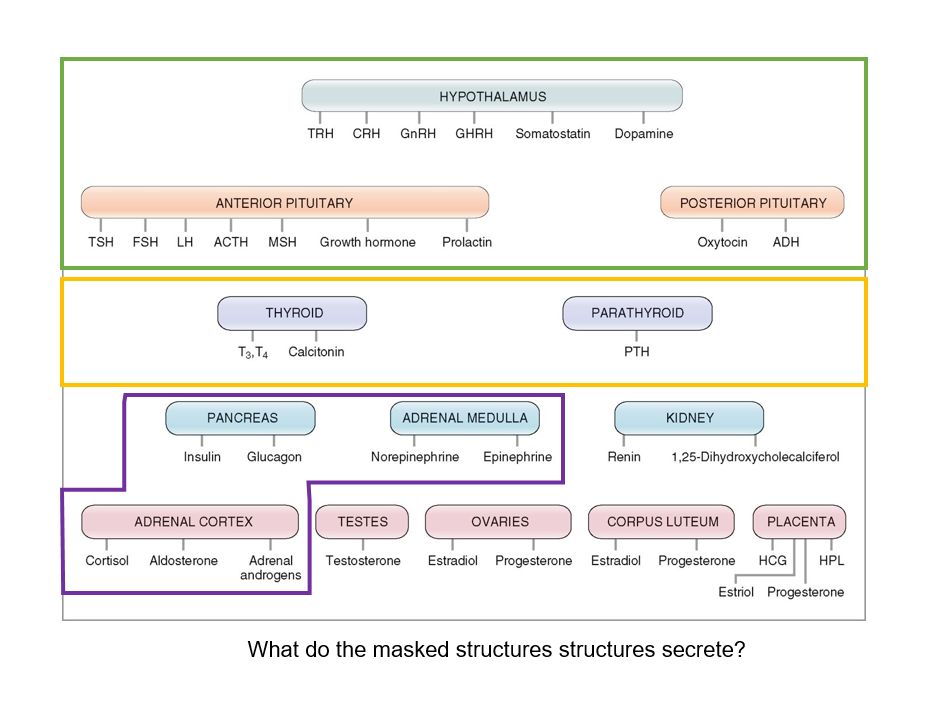 HYPOTHALAMUS
TRH CRH GnRH GHRH Somatostatin Dopamine
ANTERIOR PITUITARY POSTERIOR PITUITARY
TSH FSH LH ACTH MSH Growth hormone Prolactin Oxytocin ADH
THYROID PARATHYROID
T3,T4 Calcitonin PTH
PANCREAS ADRENAL MEDULLA KIDNEY
Insulin Glucagon Norepinephrine Epinephrine Renin 1,25-Dihydroxycholecalciferol
ADRENAL CORTEX TESTES OVARIES CORPUS LUTEUM PLACENTA
Cortisol Aldosterone Adrenal androgens Testosterone Estradiol Progesterone Estradiol Progesterone HCG HPL
Estriol Progesterone
What do the masked structures structures secrete?